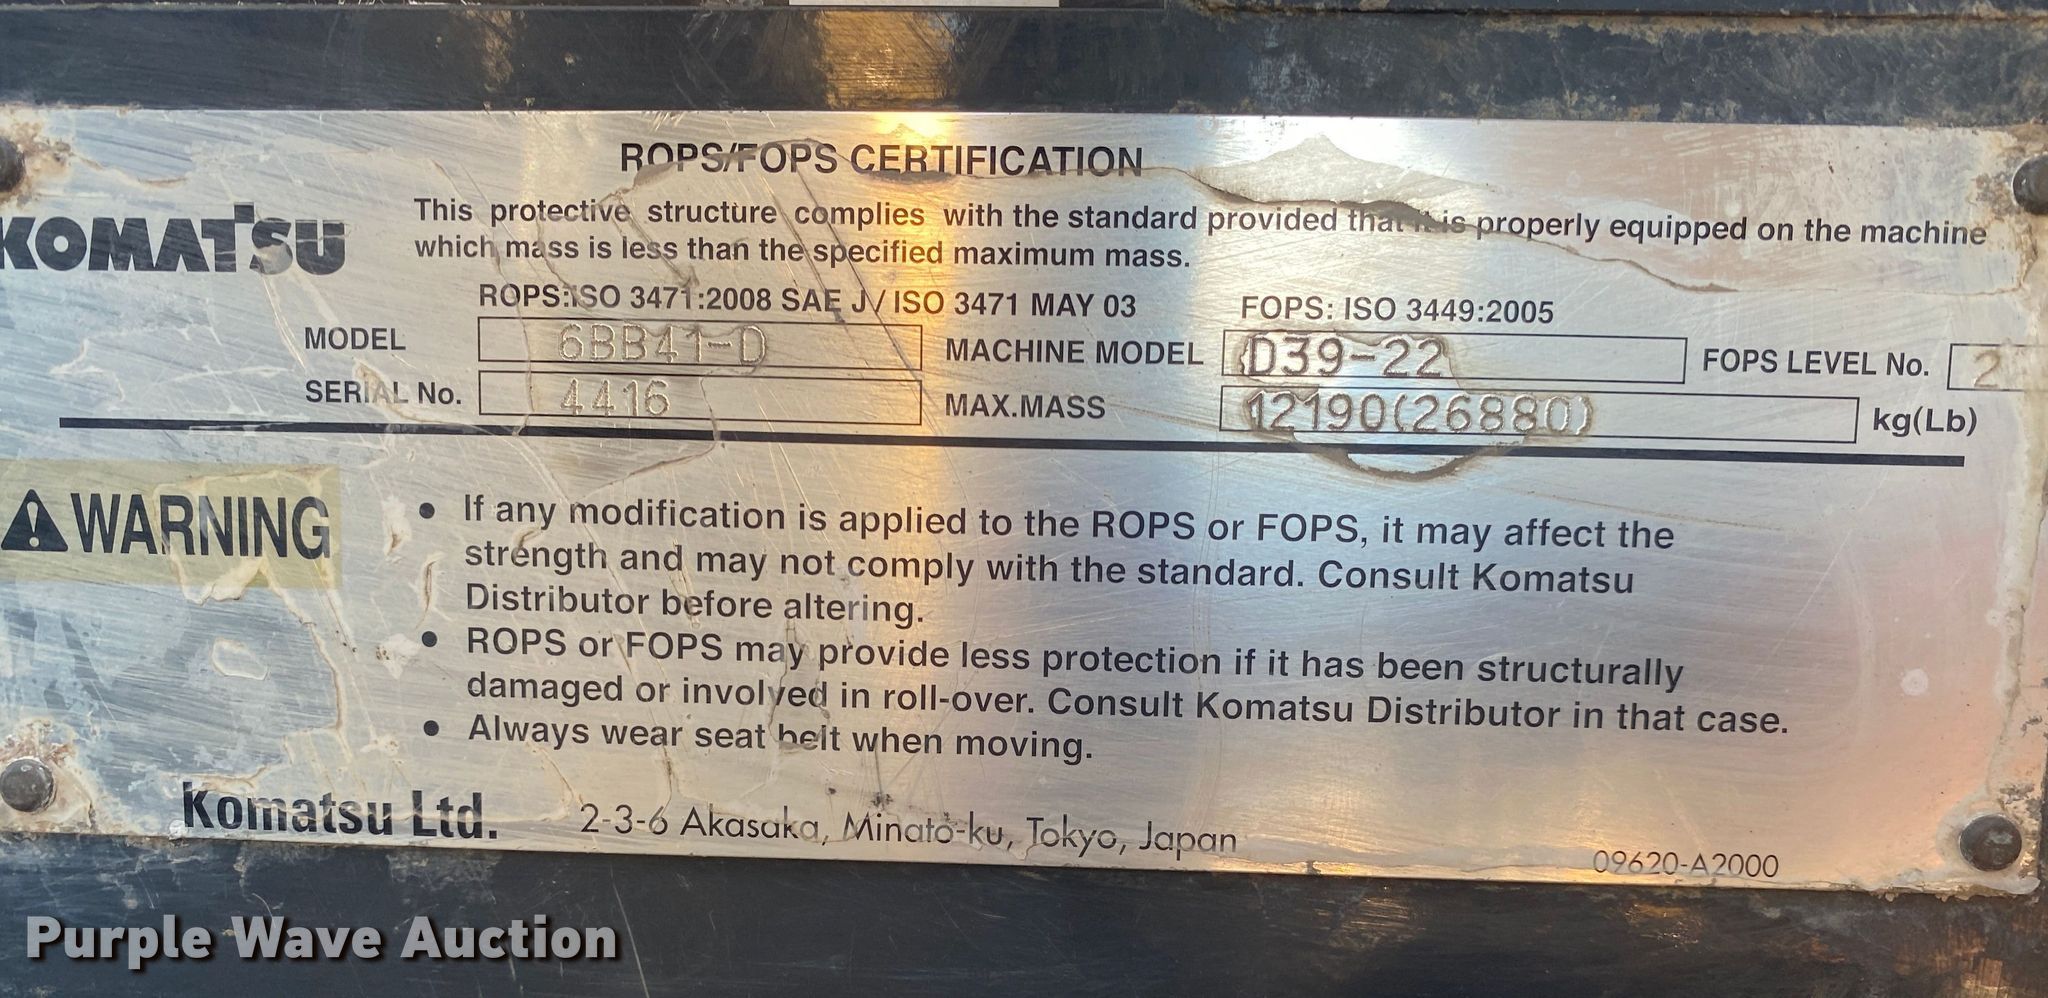 ROPS/FOPS CERTIFICATION
KOMATSU
This protective structure complies with the standard provided that it is properly equipped on the machine
which mass is less than the specified maximum mass.
ROPS:ISO 3471:2008 SAE J/ISO 3471 MAY 03 FOPS: ISO 3449:2005
MODEL 6BB41-D MACHINE MODEL D39-22 FOPS LEVEL No. 2
SERIAL No. 4416 MAX.MASS 12190(26880) kg(Lb)
WARNING
• If any modification is applied to the ROPS or FOPS, it may affect the
strength and may not comply with the standard. Consult Komatsu
Distributor before altering.
• ROPS or FOPS may provide less protection if it has been structurally
damaged or involved in roll-over. Consult Komatsu Distributor in that case.
• Always wear seat belt when moving.
Komatsu Ltd. 2-3-6 Akasaka, Minato-ku, Tokyo, Japan
09620-A2000
Purple Wave Auction